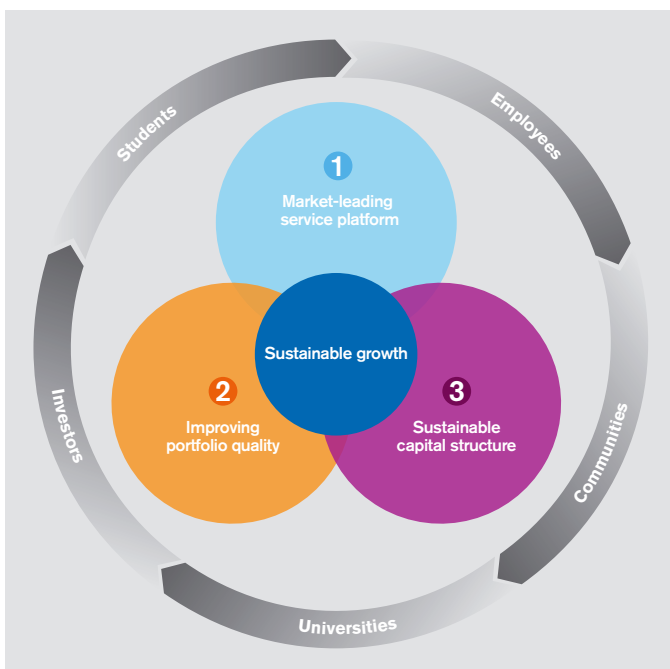 Students
Employees
1
Market-leading
service platform
Sustainable growth
2
Improving
portfolio quality
3
Sustainable
capital structure
Investors
Communities
Universities